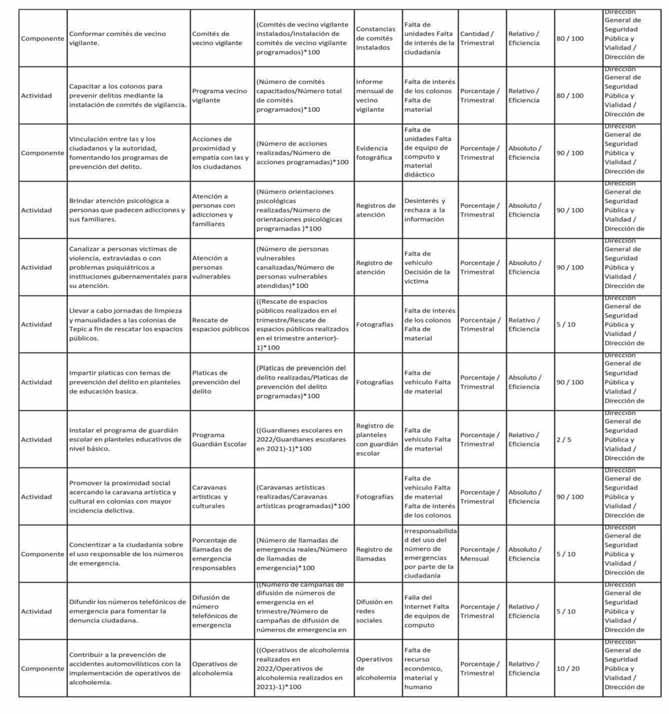 Componente
Conformar comités de vecino
vigilante.
Comités de
vecino vigilante
(Comités de vecino vigilante
instalados/instalación de
comités de vecino vigilante
programados)*100
Constancias
de comités
instalados
Falta de
unidades Falta
de interés de la
ciudadanía
Cantidad /
Trimestral
Relativo /
Eficiencia
80 / 100
Dirección
General de
Seguridad
Pública y
Vialidad /
Dirección de
Actividad
Capacitar a los colonos para
prevenir delitos mediante la
instalación de comités de vigilancia.
Programa vecino
vigilante
(Número de comités
capacitados/Número total
de comités
programados)*100
Informe
mensual de
vecino
vigilante
Falta de interés
de los colonos
Falta de
material
Porcentaje /
Trimestral
Relativo /
Eficiencia
80 / 100
Dirección
General de
Seguridad
Pública y
Vialidad /
Dirección de
Componente
Vinculación entre las y los
ciudadanos y la autoridad,
fomentando los programas de
prevención del delito.
Acciones de
proximidad y
empatía con las y
los ciudadanos
(Número de acciones
realizadas/Número de
acciones programadas)*100
Evidencia
fotográfica
Falta de
unidades Falta
de equipo de
computo y
material
didáctico
Porcentaje /
Trimestral
Absoluto /
Eficiencia
90 / 100
Dirección
General de
Seguridad
Pública y
Vialidad /
Dirección de
Actividad
Brindar atención psicológica a
personas que padecen adicciones y
sus familiares.
Atención a
personas con
adicciones y
familiares
(Número orientaciones
psicológicas
realizadas/Número de
orientaciones psicológicas
programadas )*100
Registros de
atención
Desinterés y
rechaza a la
información
Porcentaje /
Trimestral
Absoluto /
Eficiencia
90 / 100
Dirección
General de
Seguridad
Pública y
Vialidad /
Dirección de
Actividad
Canalizar a personas victimas de
violencia, extraviadas o con
problemas psiquiátricos a
instituciones gubernamentales para
su atención.
Atención a
personas
vulnerables
(Número de personas
vulnerables
canalizadas/Número de
personas vulnerables
atendidas)*100
Registro de
atención
Falta de
vehículo
Decisión de la
victima
Porcentaje /
Trimestral
Absoluto /
Eficiencia
90 / 100
Dirección
General de
Seguridad
Pública y
Vialidad /
Dirección de
Actividad
Llevar a cabo jornadas de limpieza
y manualidades a las colonias de
Tepic a fin de rescatar los espacios
públicos.
Rescate de
espacios públicos
((Rescate de espacios
públicos realizados en el
trimestre/Rescate de
espacios públicos realizados
en el trimestre anterior)-
1)*100
Fotografías
Falta de interés
de los colonos
Falta de
material
Porcentaje /
Trimestral
Relativo /
Eficiencia
5 / 10
Dirección
General de
Seguridad
Pública y
Vialidad /
Dirección de
Actividad
Impartir platicas con temas de
prevención del delito en planteles
de educación basica.
Platicas de
prevención del
delito
(Platicas de prevención del
delito realizadas/Platicas de
prevención del delito
programadas)*100
Fotografías
Falta de
vehículo Falta
de material
Porcentaje /
Trimestral
Absoluto /
Eficiencia
90 / 100
Dirección
General de
Seguridad
Pública y
Vialidad /
Dirección de
Actividad
Instalar el programa de guardián
escolar en planteles educativos de
nivel básico.
Programa
Guardián Escolar
((Guardianes escolares en
2022/Guardianes escolares
en 2021)-1)*100
Registro de
planteles
con guardián
escolar
Falta de
vehículo Falta
de material
Porcentaje /
Trimestral
Relativo /
Eficiencia
2 / 5
Dirección
General de
Seguridad
Pública y
Vialidad /
Dirección de
Actividad
Promover la proximidad social
acercando la caravana artística y
cultural en colonias con mayor
incidencia delictiva.
Caravanas
artísticas y
culturales
(Caravanas artísticas
realizadas/Caravanas
artísticas programadas)*100
Fotografías
Falta de
vehículo Falta
de material
Falta de Interés
de los colonos
Porcentaje /
Trimestral
Absoluto /
Eficiencia
90 / 100
Dirección
General de
Seguridad
Pública y
Vialidad /
Dirección de
Componente
Concientizar a la ciudadanía sobre
el uso responsable de los números
de emergencia.
Porcentaje de
llamadas de
emergencia
responsables
(Número de llamadas de
emergencia reales/Número
de llamadas de
emergencia)*100
Registro de
llamadas
Irresponsabilida
d del uso del
número de
emergencias
por parte de la
ciudadanía
Porcentaje /
Mensual
Absoluto /
Eficiencia
5 / 10
Dirección
General de
Seguridad
Pública y
Vialidad /
Dirección de
Actividad
Difundir los números telefónicos de
emergencia para fomentar la
denuncia ciudadana.
Difusión de
número
telefónicos de
emergencia
((Número de campañas de
difusión de números de
emergencia en el
trimestre/Número de
campañas de difusión de
números de emergencia en
Difusión en
redes
sociales
Falla del
Internet Falta
de equipos de
computo
Porcentaje /
Trimestral
Relativo /
Eficiencia
5 / 10
Dirección
General de
Seguridad
Pública y
Vialidad /
Dirección de
Componente
Contribuir a la prevención de
accidentes automovilísticos con la
implementación de operativos de
alcoholemia.
Operativos de
alcoholemia
((Operativos de alcoholemia
realizados en
2022/Operativos de
alcoholemia realizados en
2021)-1)*100
Operativos
de
alcoholemia
Falta de
recurso
económico,
material y
humano
Porcentaje /
Trimestral
Relativo /
Eficiencia
10 / 20
Dirección
General de
Seguridad
Pública y
Vialidad /
Dirección de